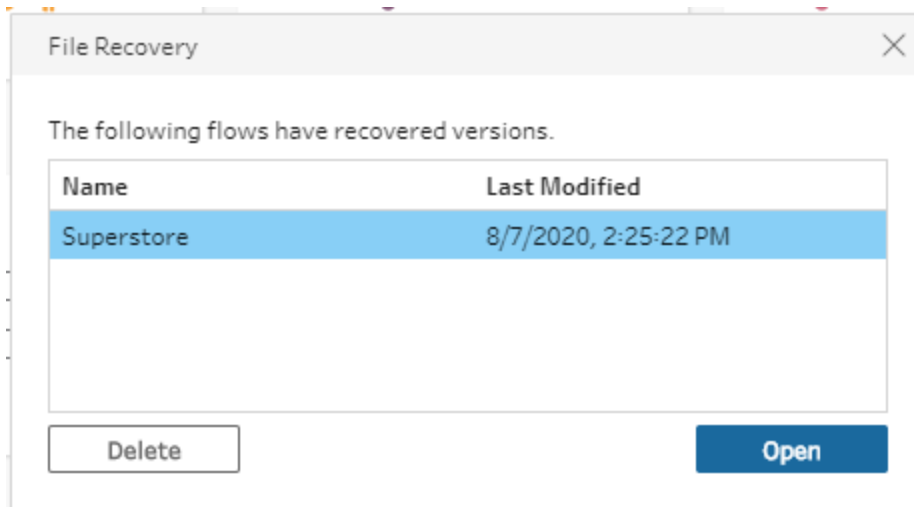 File Recovery
The following flows have recovered versions.
Name Last Modified
Superstore 8/7/2020, 2:25:22 PM
Delete Open